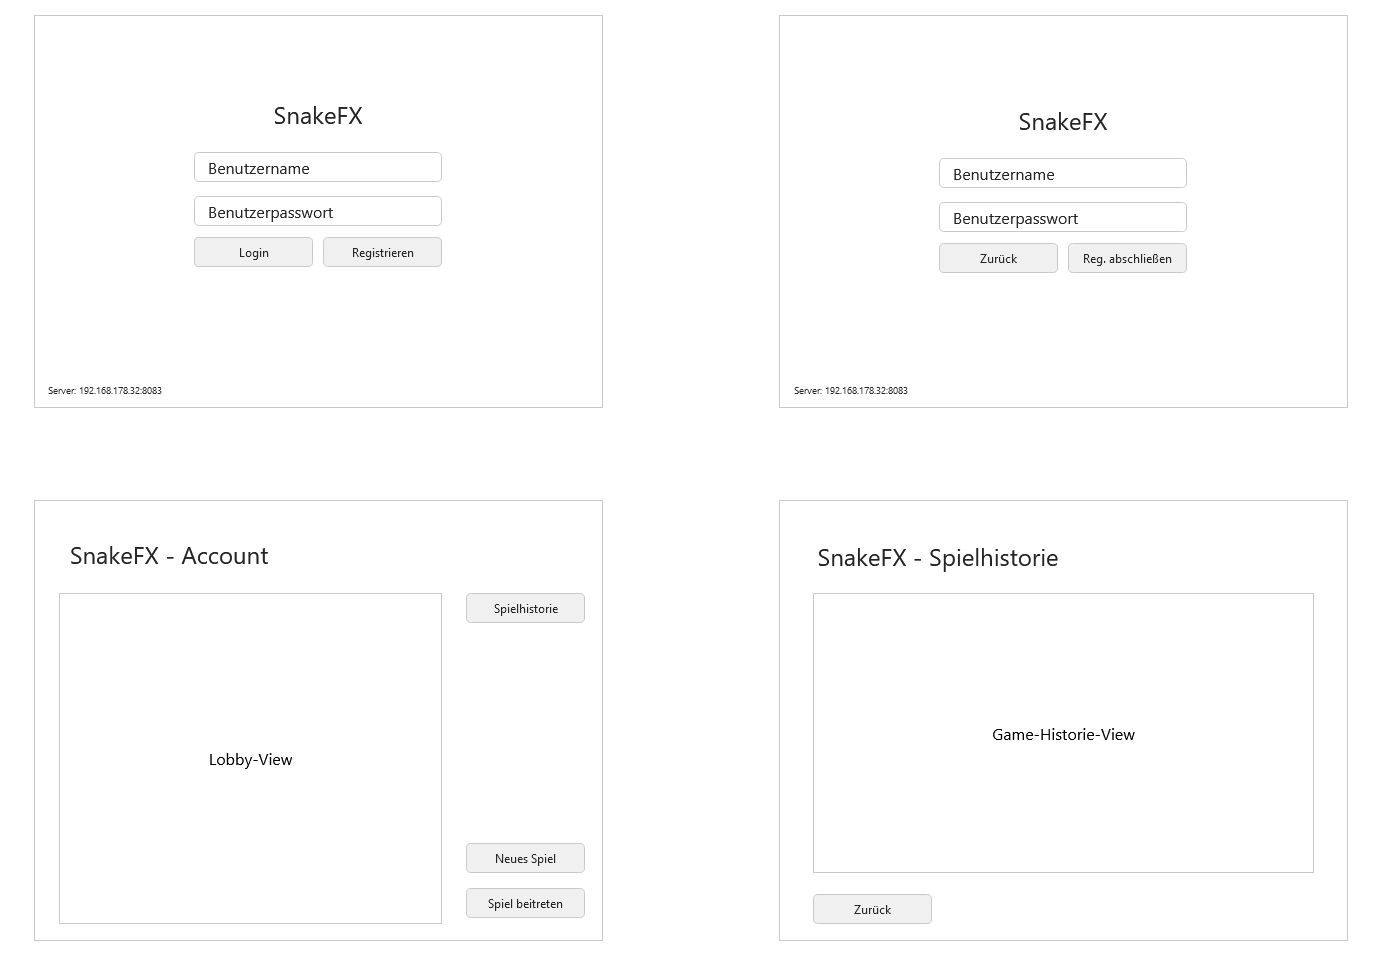 SnakeFX
Benutzername
Benutzerpasswort
Login
Registrieren
Server: 192.168.178.32:8083
SnakeFX
Benutzername
Benutzerpasswort
Zurück
Reg. abschließen
Server: 192.168.178.32:8083
SnakeFX - Account
Spielhistorie
Lobby-View
Neues Spiel
Spiel beitreten
SnakeFX - Spielhistorie
Game-Historie-View
Zurück